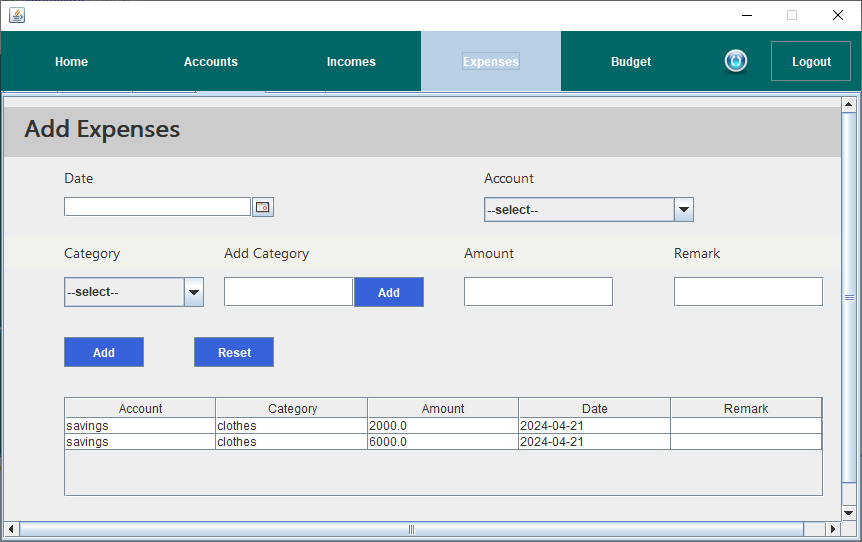 Home Accounts Incomes Expenses Budget Logout
Add Expenses
Date Account
--select--
Category Add Category Amount Remark
--select-- Add
Add Reset
Account Category Amount Date Remark
savings clothes 2000.0 2024-04-21
savings clothes 6000.0 2024-04-21